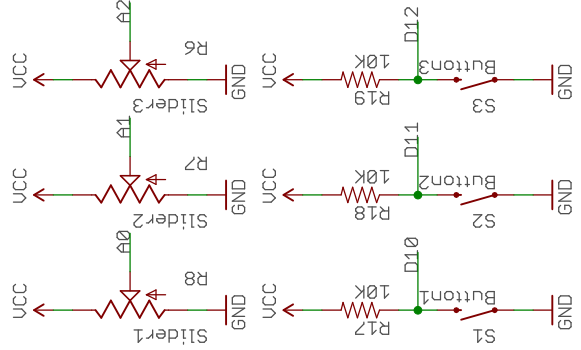 A2
D12
R6
10K
Button3
VCC
GND
VCC
GND
Slider3
R19
S3
A1
D11
R7
10K
Button2
VCC
GND
VCC
GND
Slider2
R18
S2
A0
D10
R8
10K
Button1
VCC
GND
VCC
GND
Slider1
R17
S1